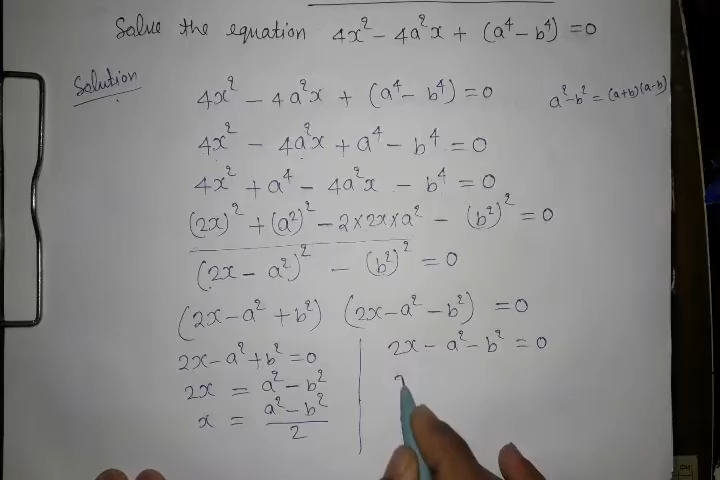 Solve the equation 4x² - 4a²x + (a⁴ - b⁴) = 0
Solution
4x² - 4a²x + (a⁴ - b⁴) = 0
a² - b² = (a+b)(a-b)
4x² - 4a²x + a⁴ - b⁴ = 0
4x² + a⁴ - 4a²x - b⁴ = 0
(2x)² + (a²)² - 2×2x×a² - (b²)² = 0
(2x - a²)² - (b²)² = 0
(2x - a² + b²) (2x - a² - b²) = 0
2x - a² + b² = 0
2x = a² - b²
x = (a² - b²)/2
2x - a² - b² = 0